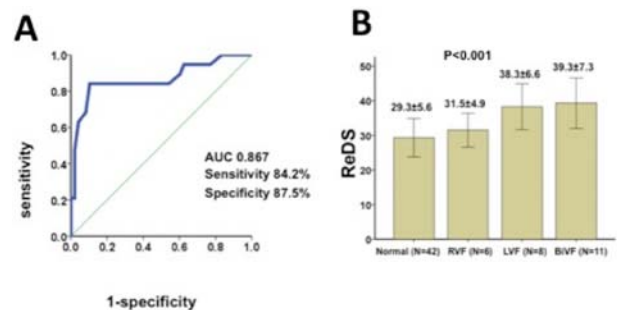 A
1.0
0.8
0.6
0.4
0.2
0.0
0.0 0.2 0.4 0.6 0.8 1.0
sensitivity
1-specificity
AUC 0.867
Sensitivity 84.2%
Specificity 87.5%
B
P<0.001
50
40
30
20
10
0
ReDS
29.3±5.6 31.5±4.9 38.3±6.6 39.3±7.3
Normal (N=42) RVF (N=6) LVF (N=8) BiVF (N=11)